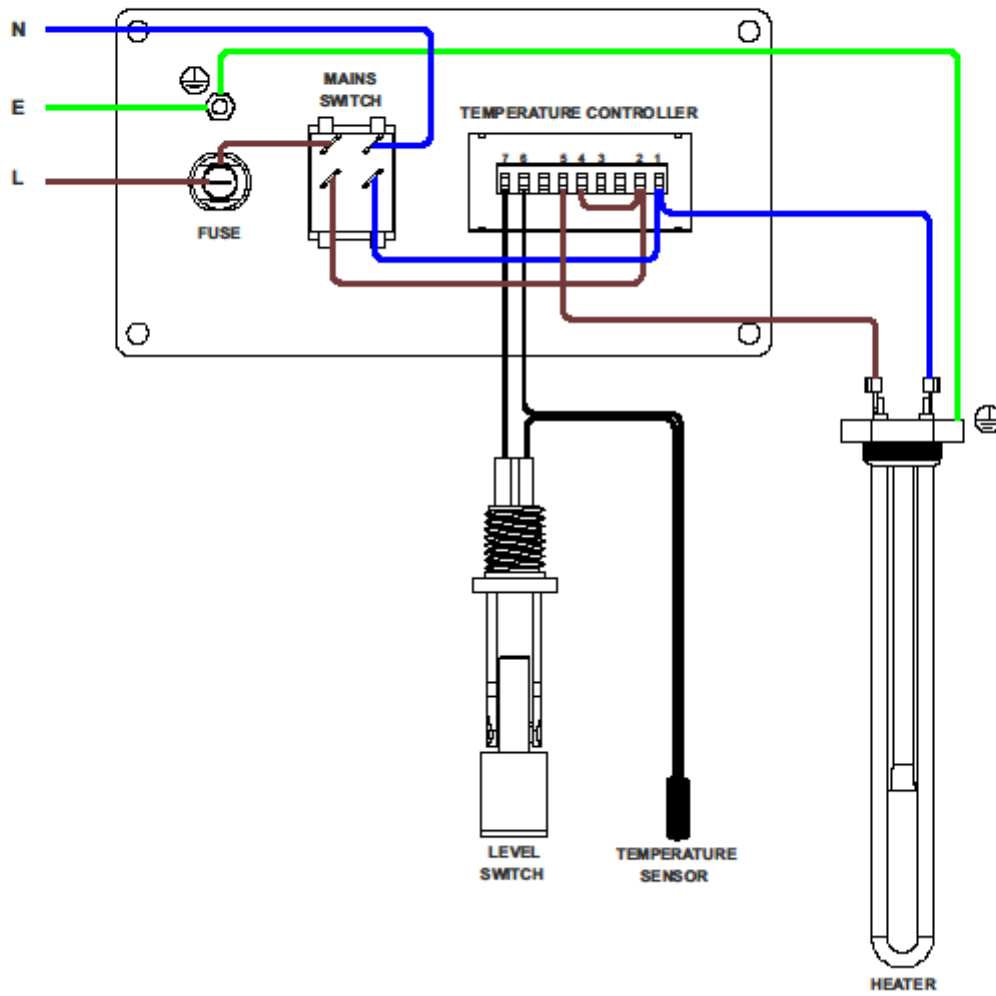 N
MAINS
SWITCH
E
TEMPERATURE CONTROLLER
7 6 5 4 3 2 1
L
FUSE
LEVEL
SWITCH
TEMPERATURE
SENSOR
HEATER